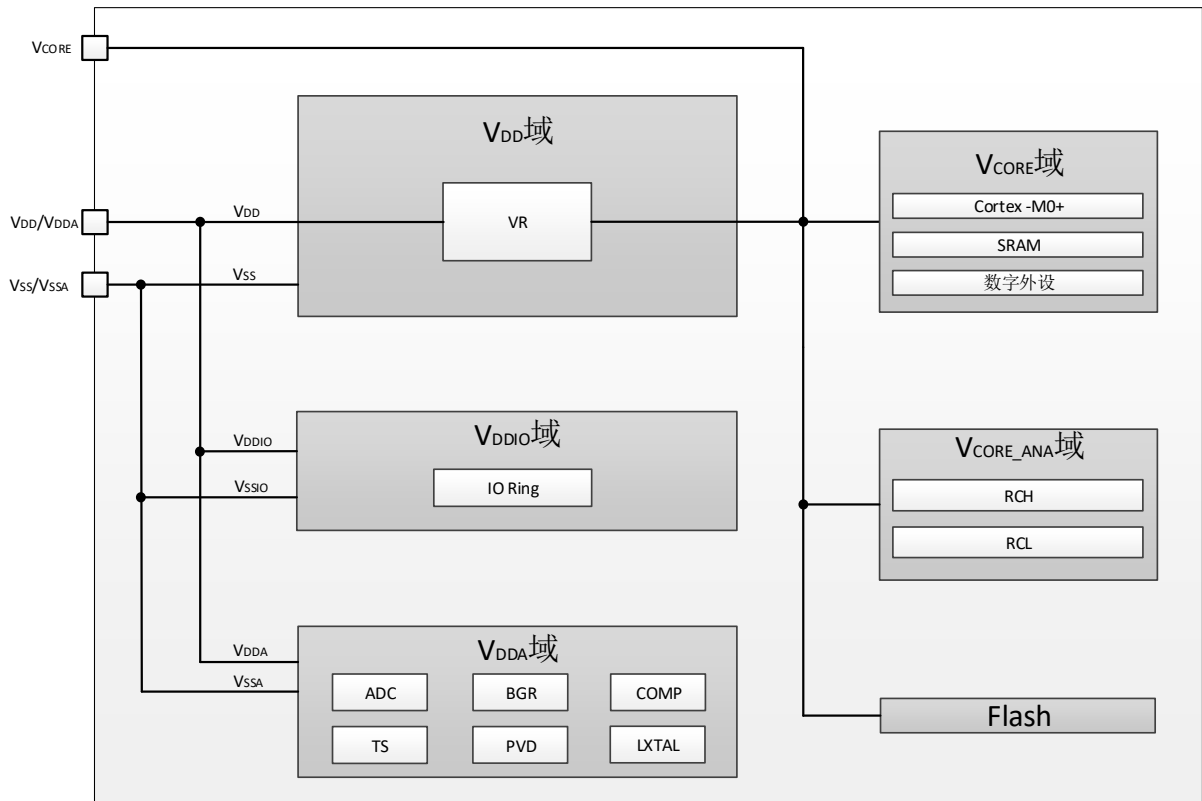 VCORE
VDD域
VCORE域
Cortex -M0+
VDD/VDDA
VDD
VR
SRAM
VSS/VSSA
VSS
数字外设
VDDIO域
VDDIO
VSSIO
IO Ring
VCORE_ANA域
RCH
RCL
VDDA域
VDDA
VSSA
ADC
BGR
COMP
TS
PVD
LXTAL
Flash